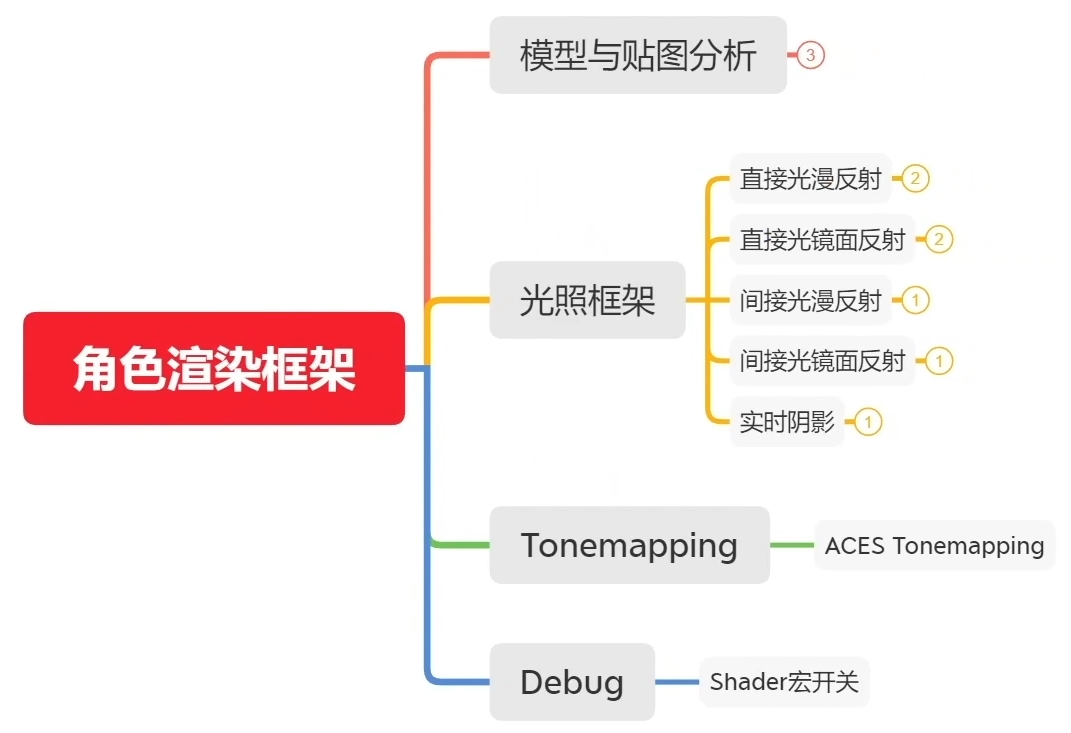 模型与贴图分析
3
直接光漫反射
2
直接光镜面反射
2
光照框架
间接光漫反射
1
间接光镜面反射
1
角色渲染框架
实时阴影
1
Tonemapping
ACES Tonemapping
Debug
Shader宏开关